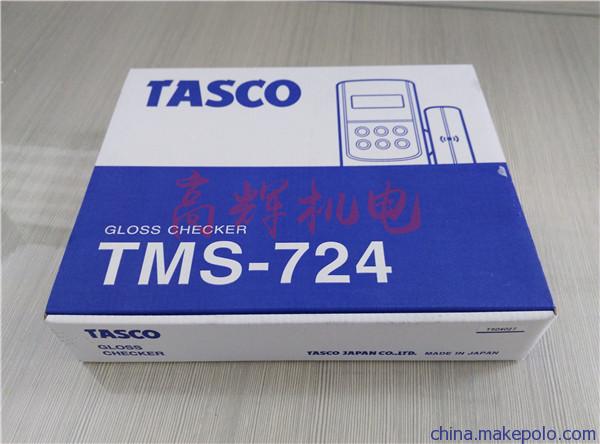 TASCO
高辉机电
GLOSS CHECKER
TMS-724
TASCO
GLOSS
CHECKER
TASCO JAPAN CO.,LTD. MADE IN JAPAN
china.makepolo.com